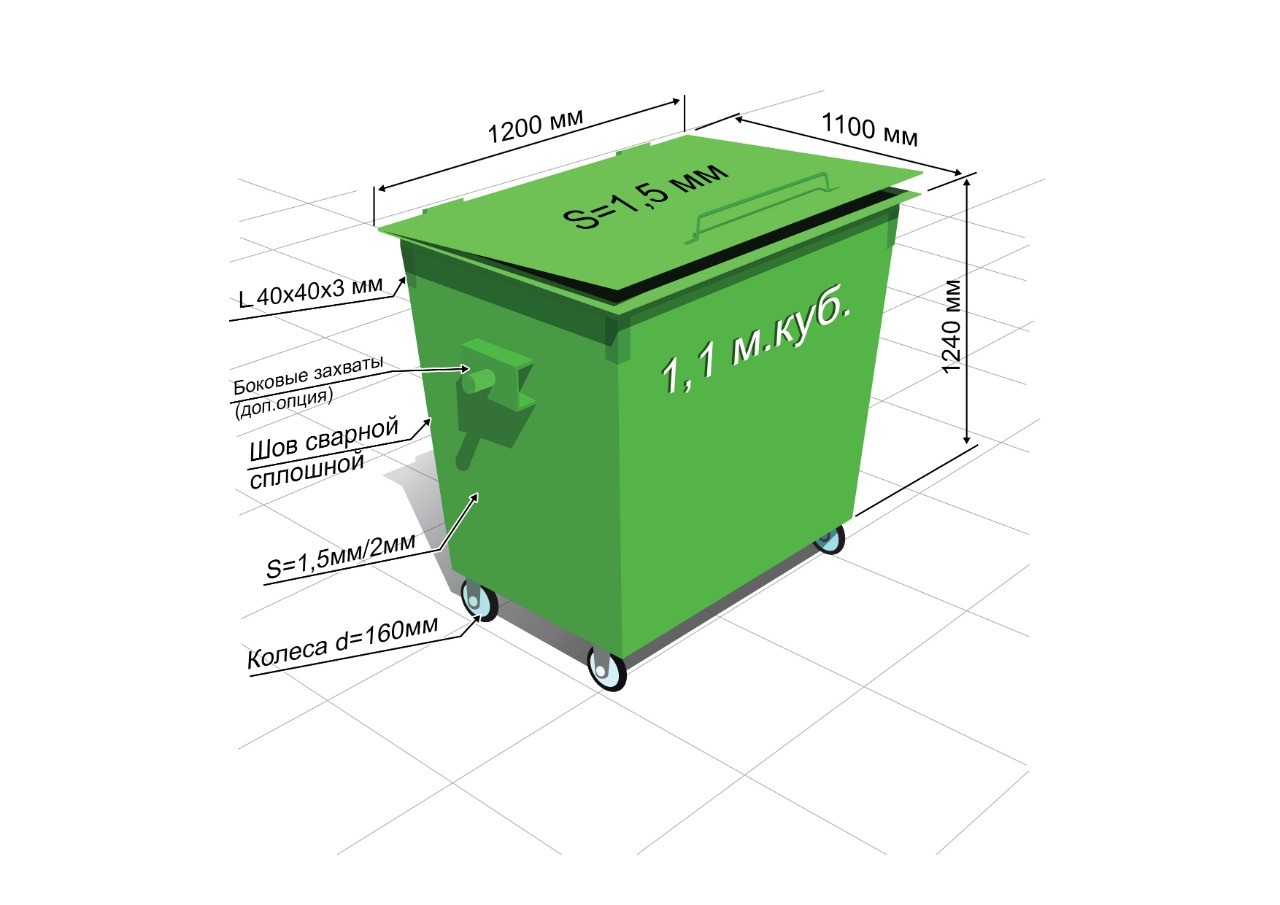 1200 мм
1100 мм
S=1,5 мм
L 40х40х3 мм
1,1 м.куб.
1240 мм
Боковые захваты
(доп.опция)
Шов сварной
сплошной
S=1,5мм/2мм
Колеса d=160мм